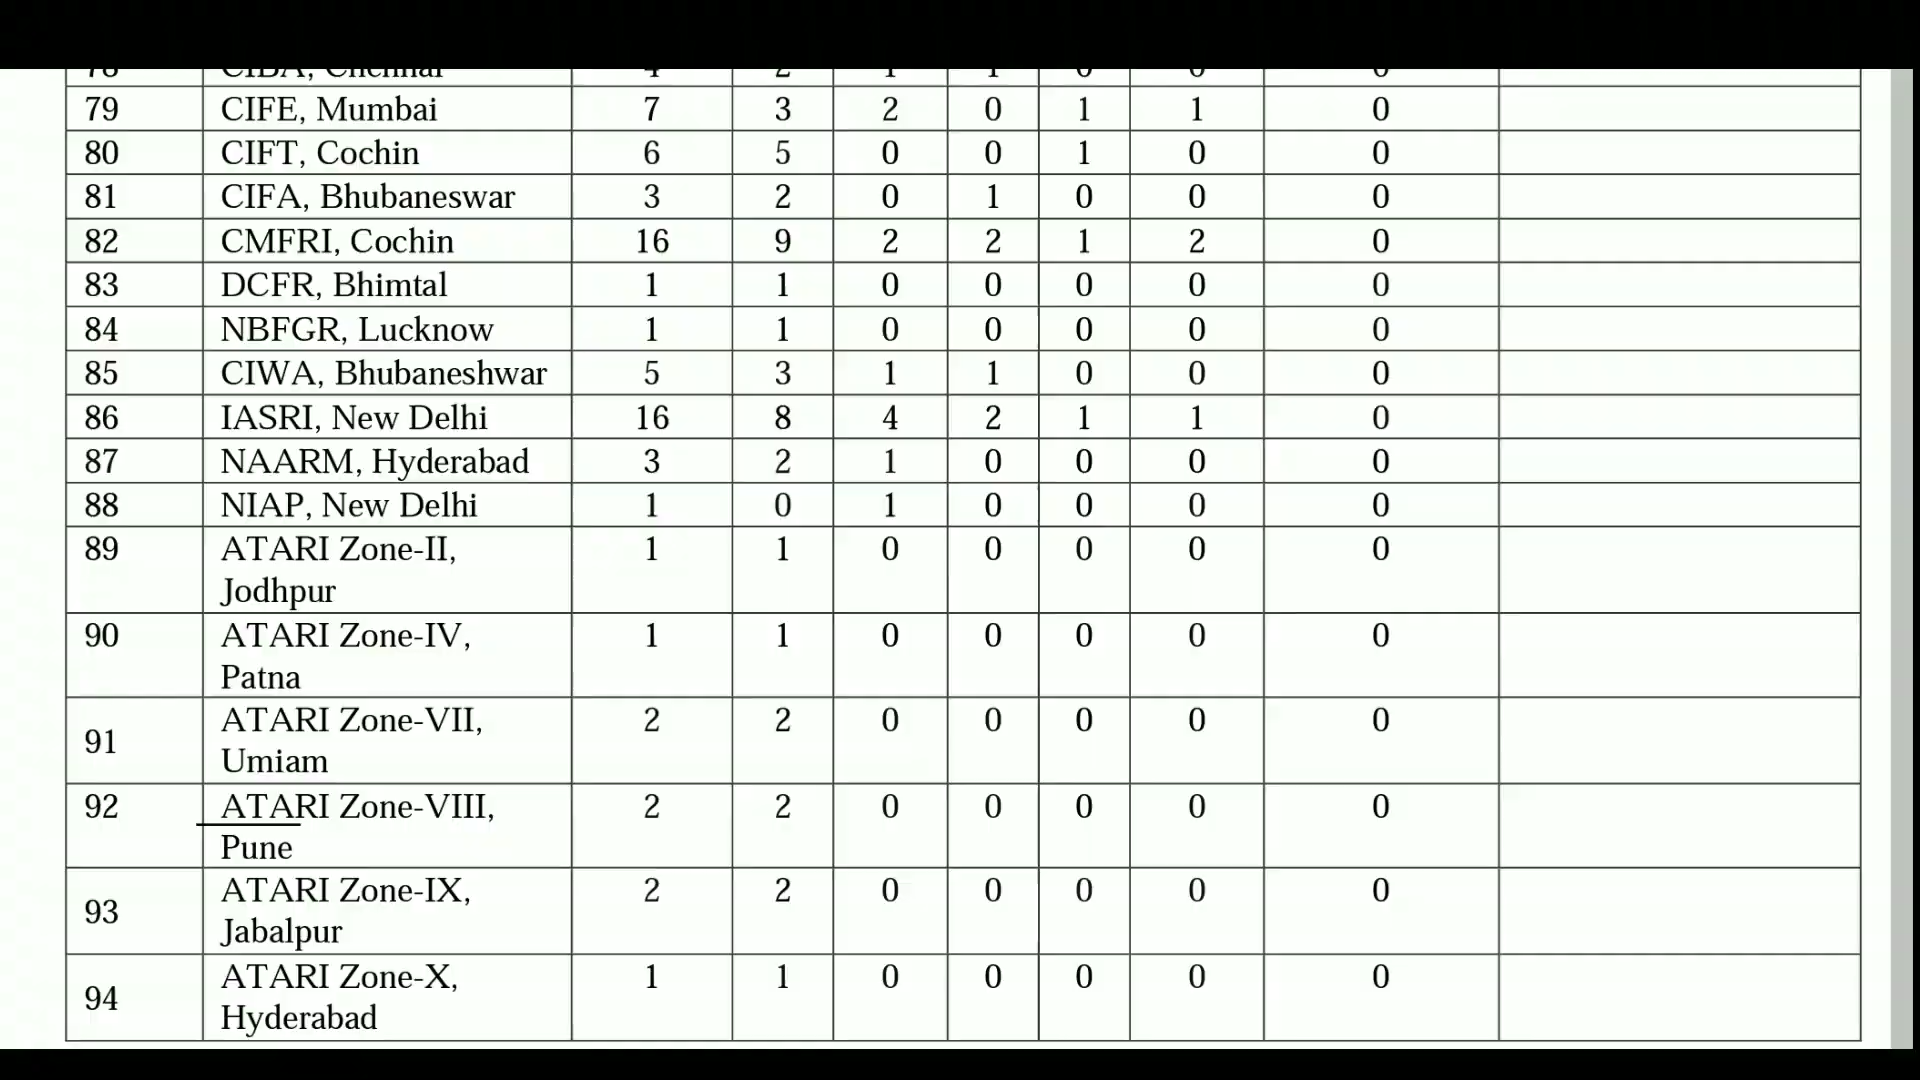 78 CIBA, Chennai 4 2 1 1 0 0 0
79 CIFE, Mumbai 7 3 2 0 1 1 0
80 CIFT, Cochin 6 5 0 0 1 0 0
81 CIFA, Bhubaneswar 3 2 0 1 0 0 0
82 CMFRI, Cochin 16 9 2 2 1 2 0
83 DCFR, Bhimtal 1 1 0 0 0 0 0
84 NBFGR, Lucknow 1 1 0 0 0 0 0
85 CIWA, Bhubaneshwar 5 3 1 1 0 0 0
86 IASRI, New Delhi 16 8 4 2 1 1 0
87 NAARM, Hyderabad 3 2 1 0 0 0 0
88 NIAP, New Delhi 1 0 1 0 0 0 0
89 ATARI Zone-II, 1 1 0 0 0 0 0
Jodhpur
90 ATARI Zone-IV, 1 1 0 0 0 0 0
Patna
91 ATARI Zone-VII, 2 2 0 0 0 0 0
Umiam
92 ATARI Zone-VIII, 2 2 0 0 0 0 0
Pune
93 ATARI Zone-IX, 2 2 0 0 0 0 0
Jabalpur
94 ATARI Zone-X, 1 1 0 0 0 0 0
Hyderabad